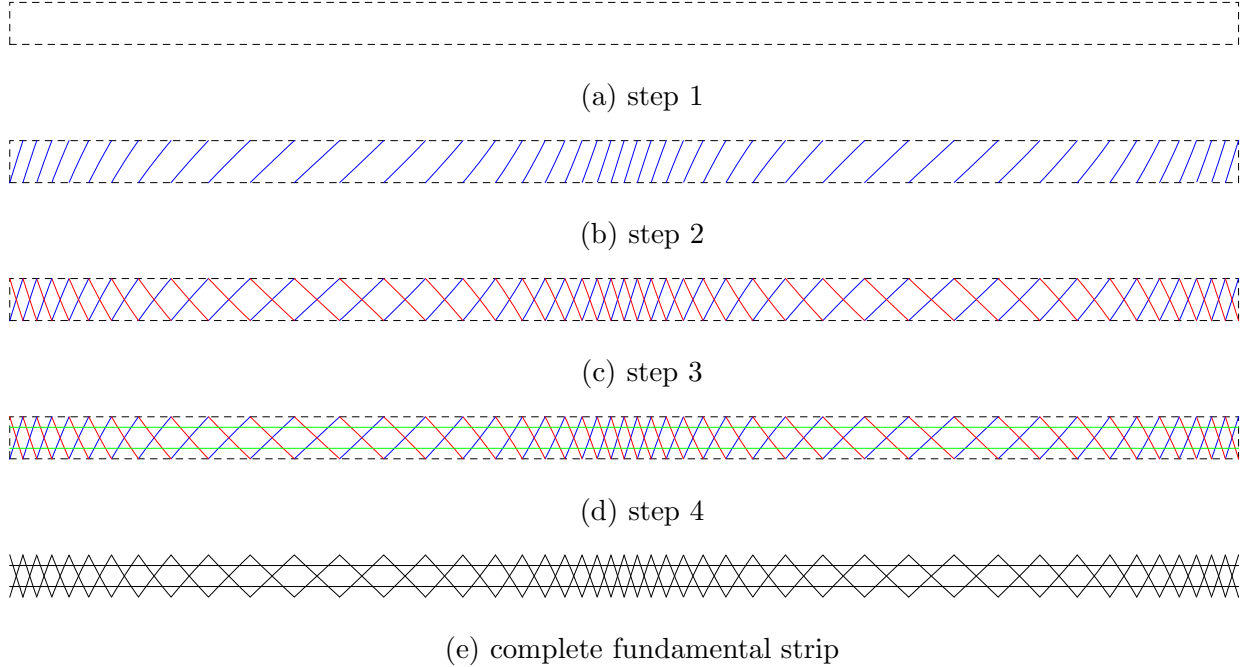 (a) step 1
(b) step 2
(c) step 3
(d) step 4
(e) complete fundamental strip